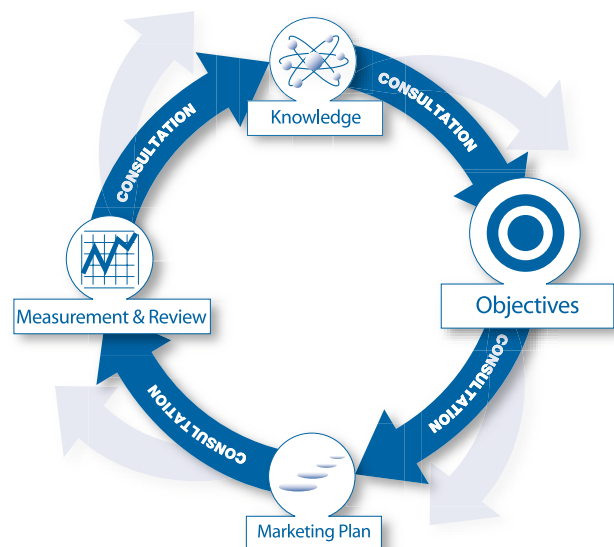 Knowledge
CONSULTATION
Objectives
CONSULTATION
Marketing Plan
CONSULTATION
Measurement & Review
CONSULTATION